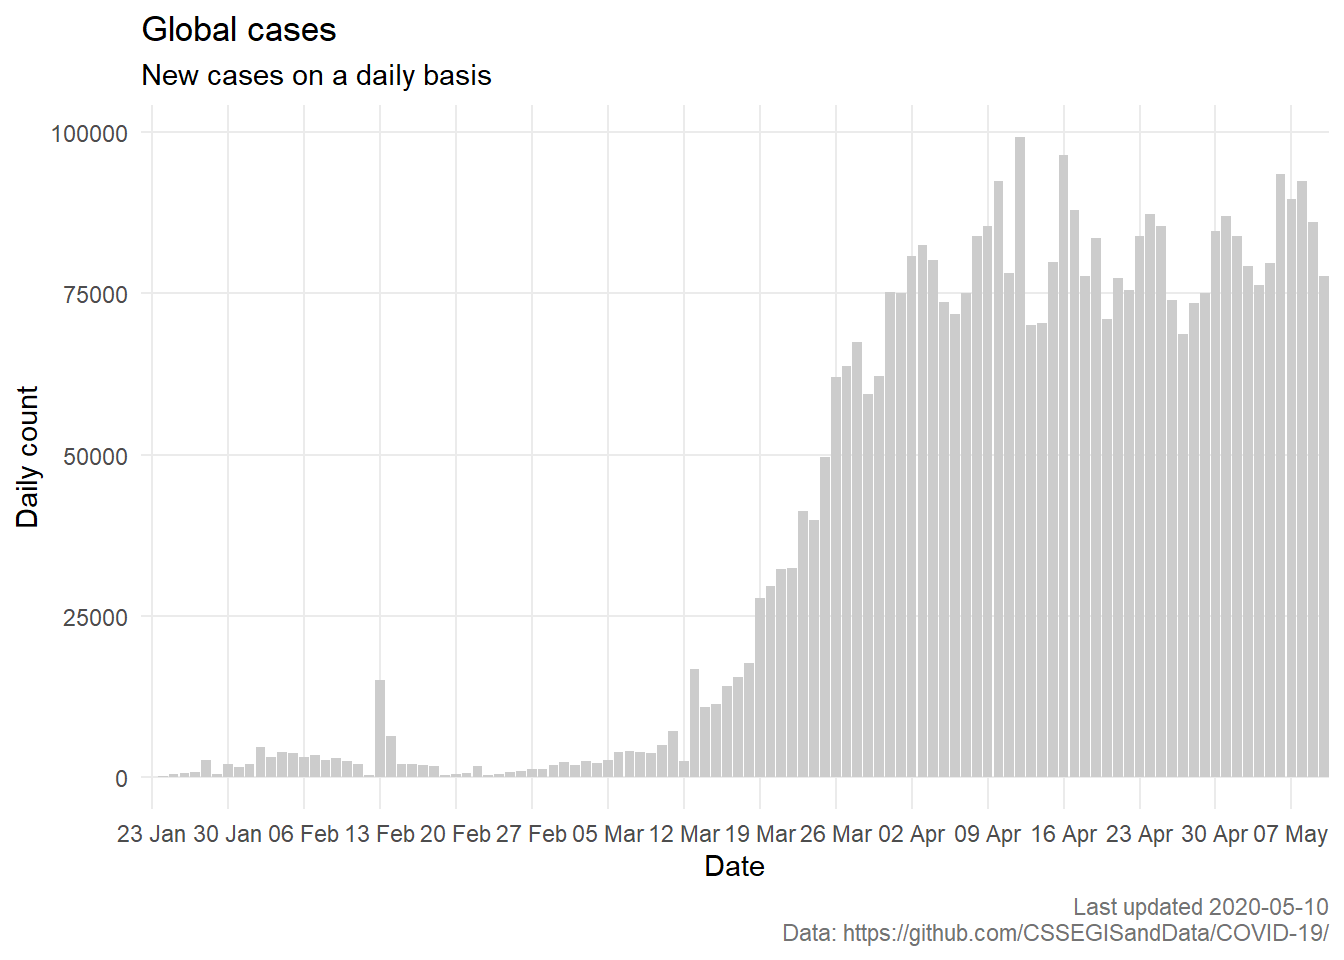 Global cases
New cases on a daily basis
100000
75000
50000
25000
0
Daily count
23 Jan 30 Jan 06 Feb 13 Feb 20 Feb 27 Feb 05 Mar 12 Mar 19 Mar 26 Mar 02 Apr 09 Apr 16 Apr 23 Apr 30 Apr 07 May
Date
Last updated 2020-05-10
Data: https://github.com/CSSEGISandData/COVID-19/